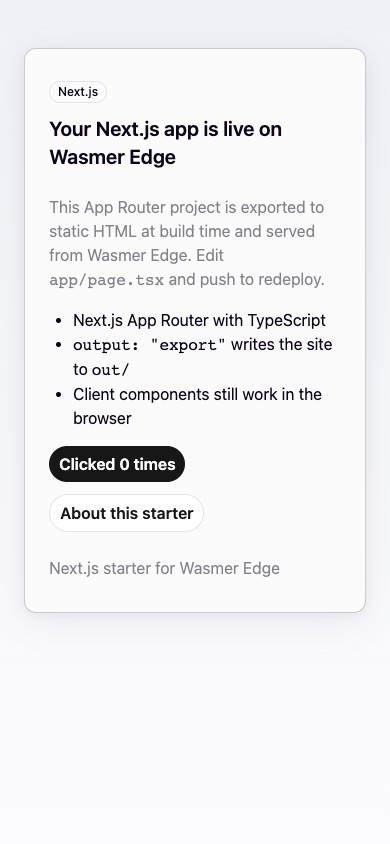 Next.js
Your Next.js app is live on
Wasmer Edge
This App Router project is exported to
static HTML at build time and served
from Wasmer Edge. Edit
app/page.tsx and push to redeploy.
• Next.js App Router with TypeScript
• output: "export" writes the site
to out/
• Client components still work in the
browser
Clicked 0 times
About this starter
Next.js starter for Wasmer Edge